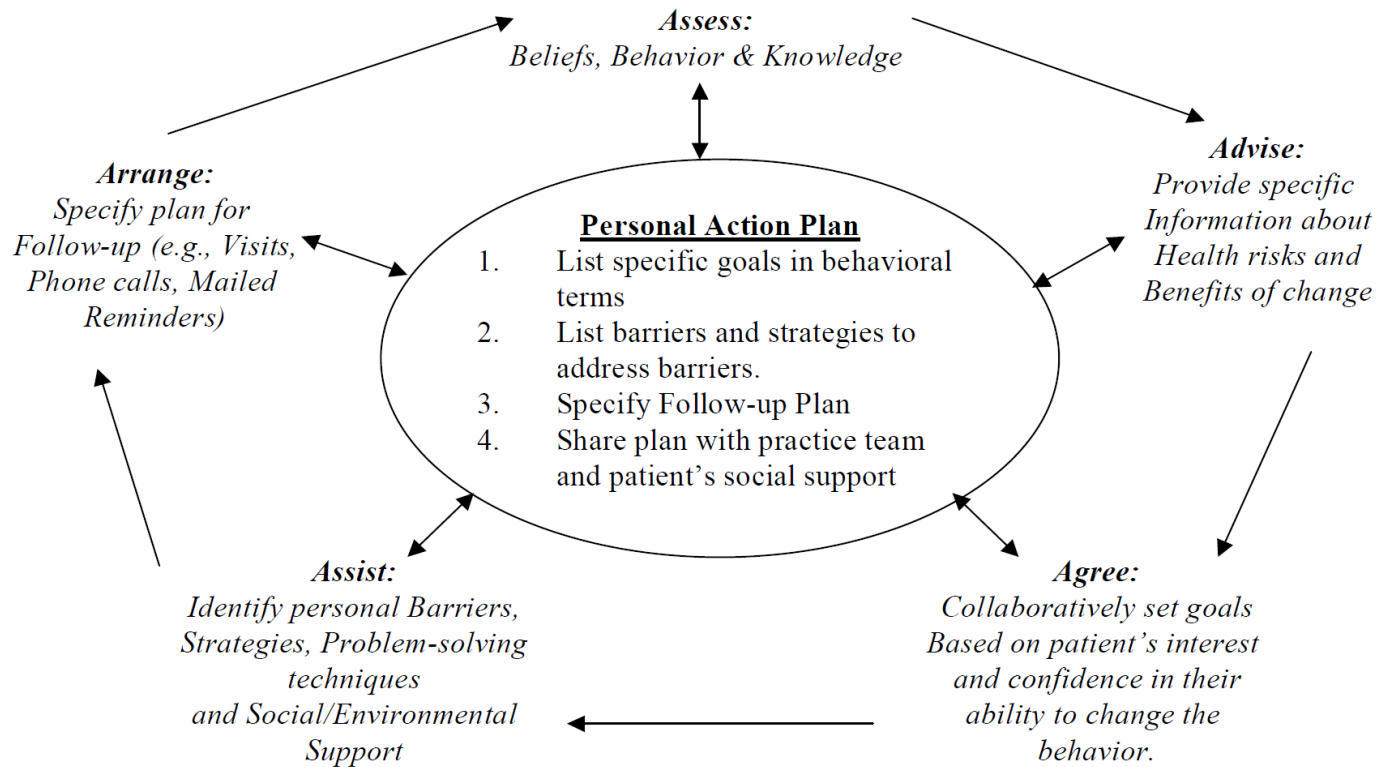 Assess:
Beliefs, Behavior & Knowledge
Advise:
Provide specific
Information about
Health risks and
Benefits of change
Agree:
Collaboratively set goals
Based on patient’s interest
and confidence in their
ability to change the
behavior.
Assist:
Identify personal Barriers,
Strategies, Problem-solving
techniques
and Social/Environmental
Support
Arrange:
Specify plan for
Follow-up (e.g., Visits,
Phone calls, Mailed
Reminders)
Personal Action Plan
1. List specific goals in behavioral
terms
2. List barriers and strategies to
address barriers.
3. Specify Follow-up Plan
4. Share plan with practice team
and patient’s social support